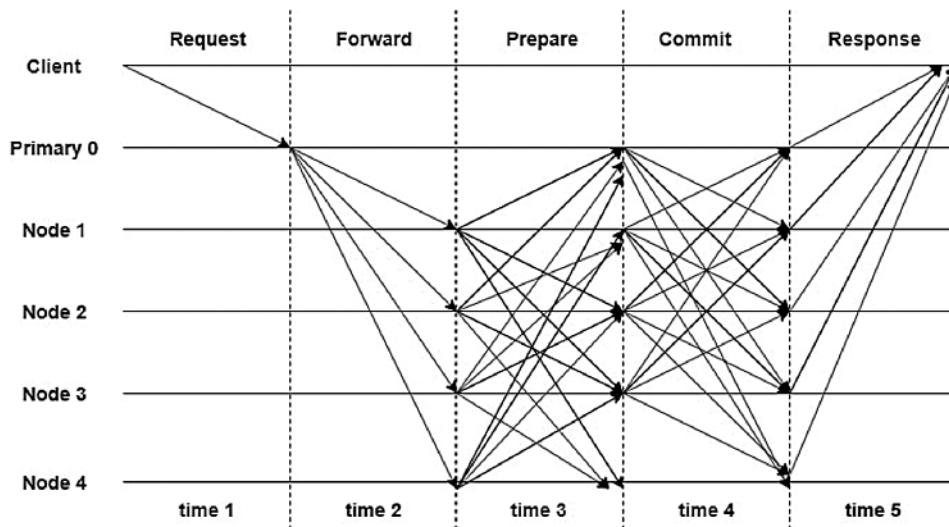 Request Forward Prepare Commit Response
Client
Primary 0
Node 1
Node 2
Node 3
Node 4
time 1 time 2 time 3 time 4 time 5